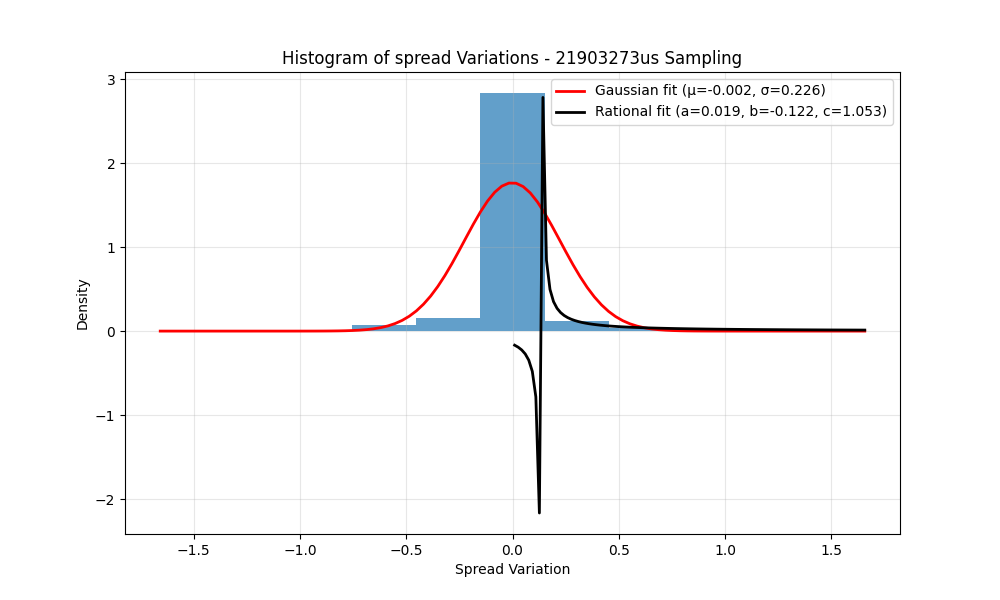 Histogram of spread Variations - 21903273us Sampling
Gaussian fit (μ=-0.002, σ=0.226)
Rational fit (a=0.019, b=-0.122, c=1.053)
3
2
1
0
−1
−2
Density
−1.5 −1.0 −0.5 0.0 0.5 1.0 1.5
Spread Variation